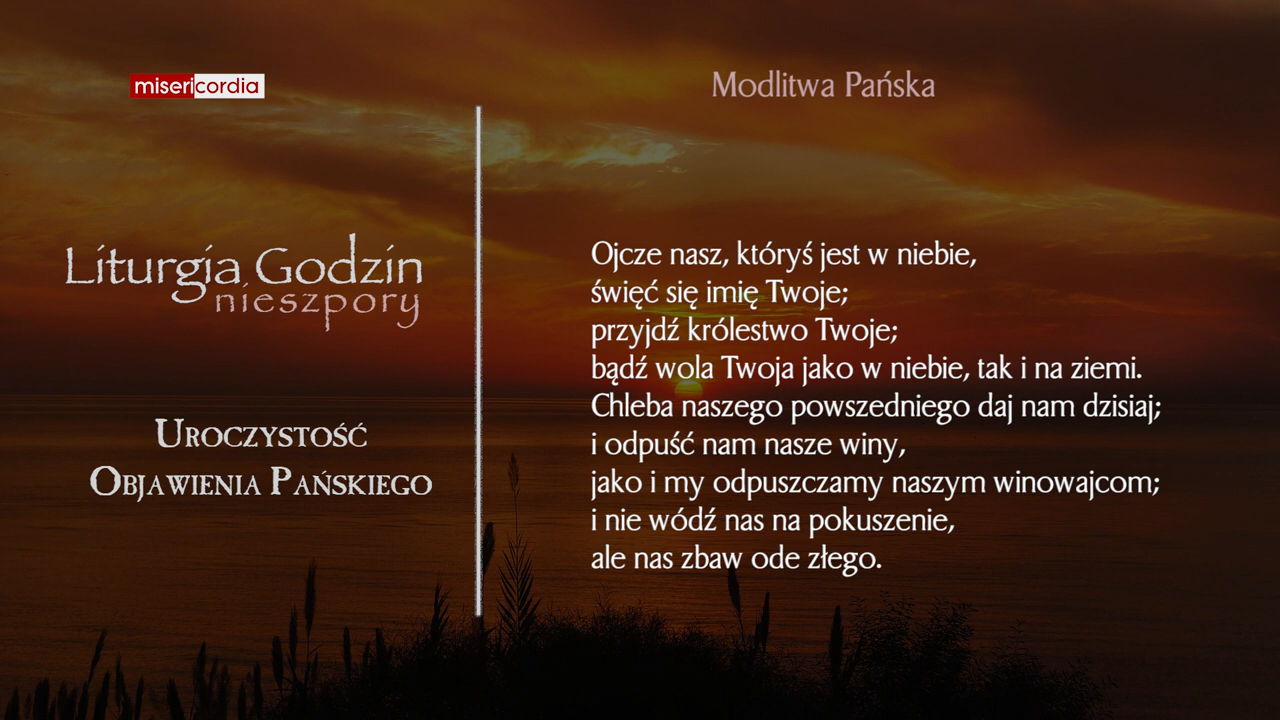 misericordia
Liturgia Godzin
nieszpory
Uroczystość
Objawienia Pańskiego
Modlitwa Pańska
Ojcze nasz, któryś jest w niebie,
święć się imię Twoje;
przyjdź królestwo Twoje;
bądź wola Twoja jako w niebie, tak i na ziemi.
Chleba naszego powszedniego daj nam dzisiaj;
i odpuść nam nasze winy,
jako i my odpuszczamy naszym winowajcom;
i nie wódź nas na pokuszenie,
ale nas zbaw ode złego.